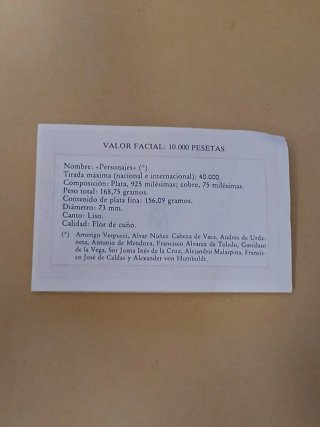 VALOR FACIAL: 10.000 PESETAS
Nombre: «Personajes» (*).
Tirada máxima (nacional e internacional): 40.000.
Composición: Plata, 925 milésimas; cobre, 75 milésimas.
Peso total: 168,75 gramos.
Contenido de plata fina: 156,09 gramos.
Diámetro: 73 mm.
Canto: Liso.
Calidad: Flor de cuño.
(*) Amerigo Vespucci, Alvar Núñez Cabeza de Vaca, Andrés de Urda-
neta, Antonio de Mendoza, Francisco Alvarez de Toledo, Garcilaso
de la Vega, Sor Juana Inés de la Cruz, Alejandro Malaspina, Francis-
co José de Caldas y Alexander von Humboldt.